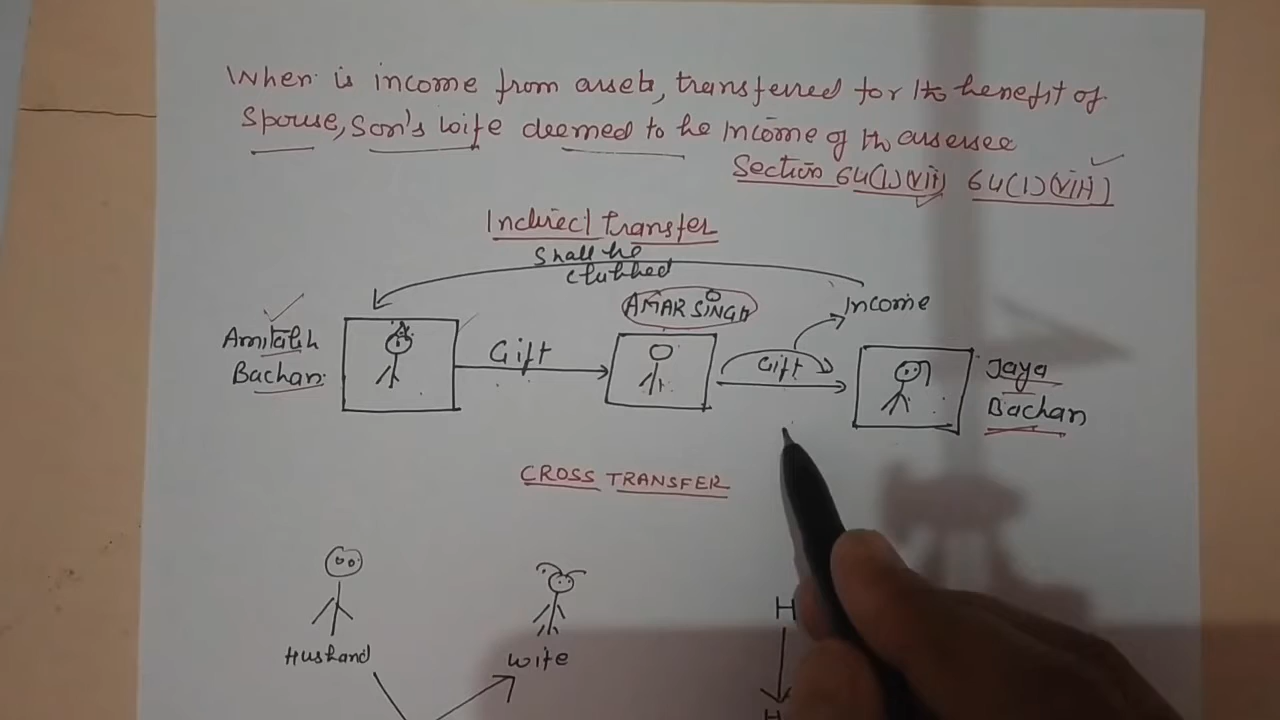 When is income from assets, transferred for the benefit of
Spouse, Son's wife deemed to be Income of the assessee
Section 64(1)(vii) 64(1)(viii)
Indirect transfer
Shall be
clubbed
AMAR SINGH
Income
Amitabh
Bachan
Gift
Gift
Jaya
Bachan
CROSS TRANSFER
H
Husband
Wife